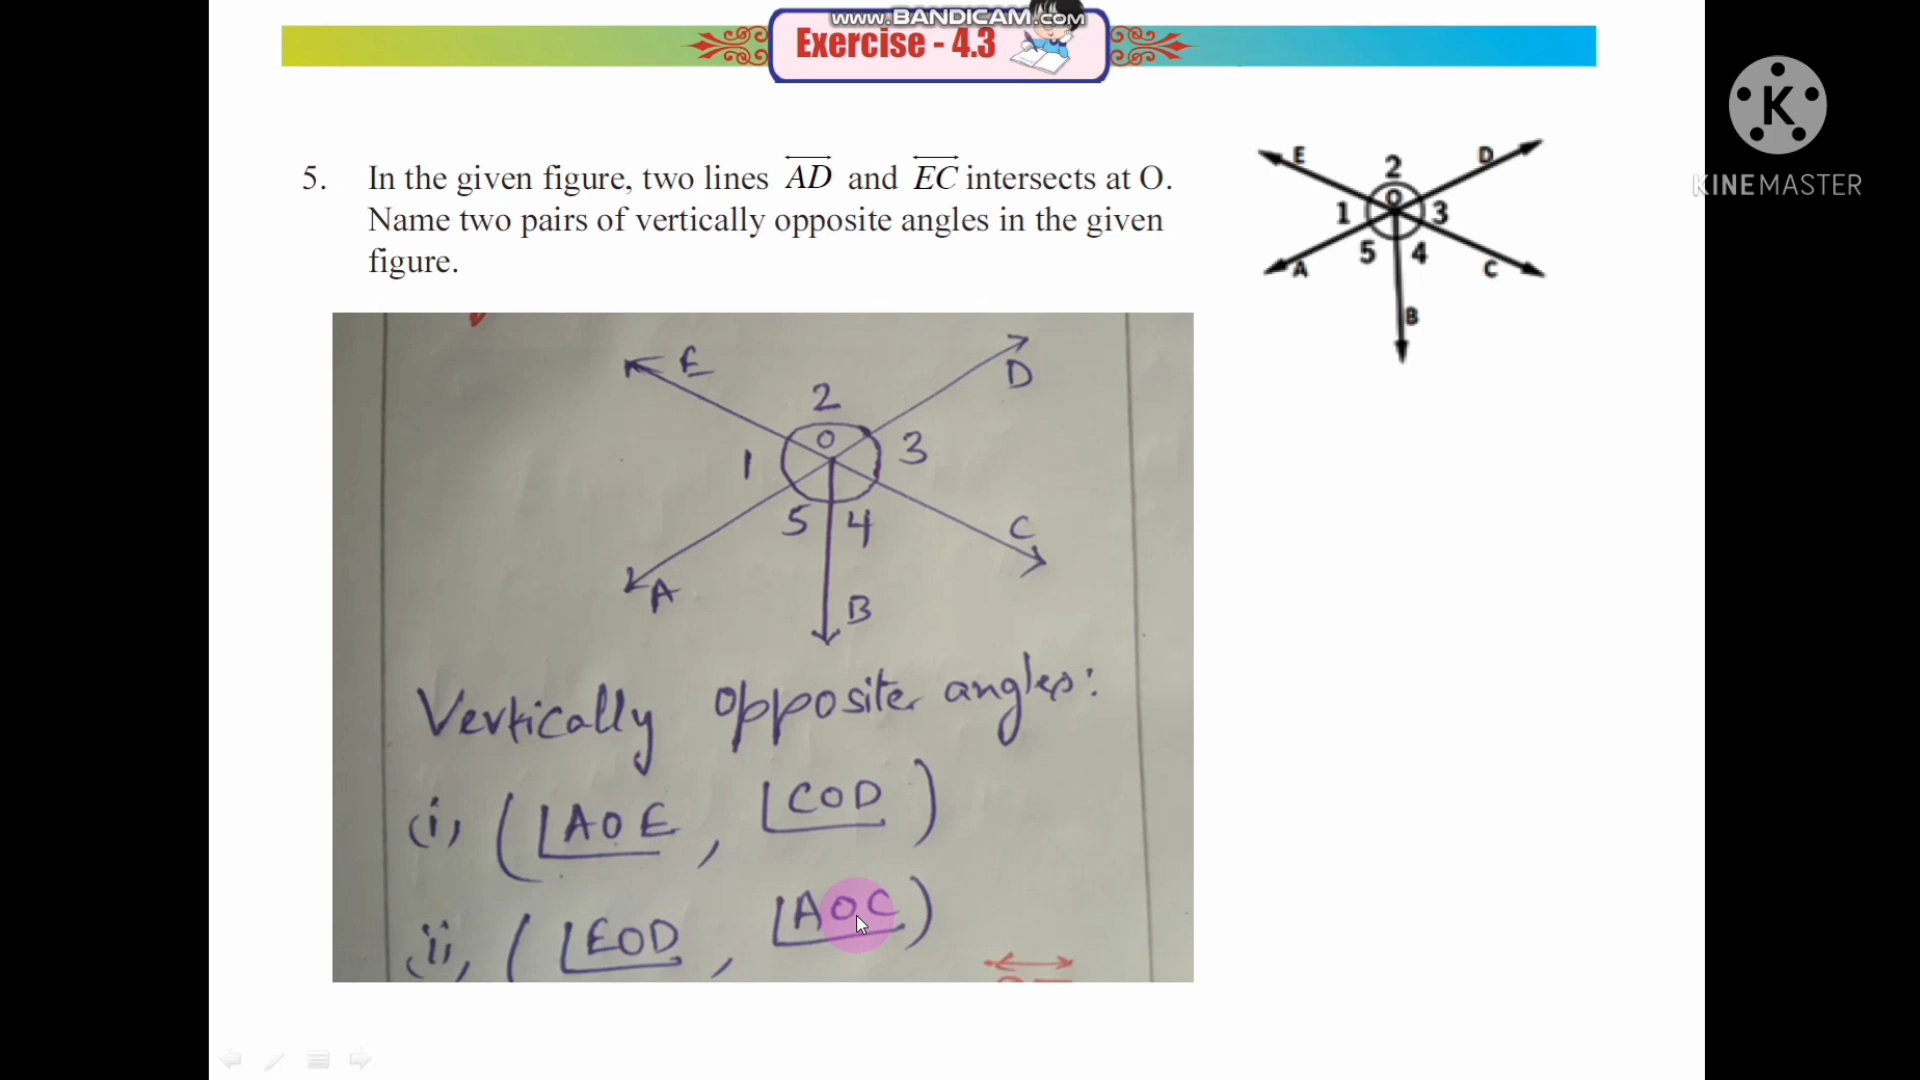 www.BANDICAM.com
Exercise - 4.3
K
KINEMASTER
5. In the given figure, two lines AD and EC intersects at O.
Name two pairs of vertically opposite angles in the given
figure.
E
D
2
O
1
3
5
4
A
C
B
E
D
2
O
1
3
5
4
C
A
B
Vertically opposite angles:
(i) (∠AOE, ∠COD)
(ii) (∠EOD, ∠AOC)